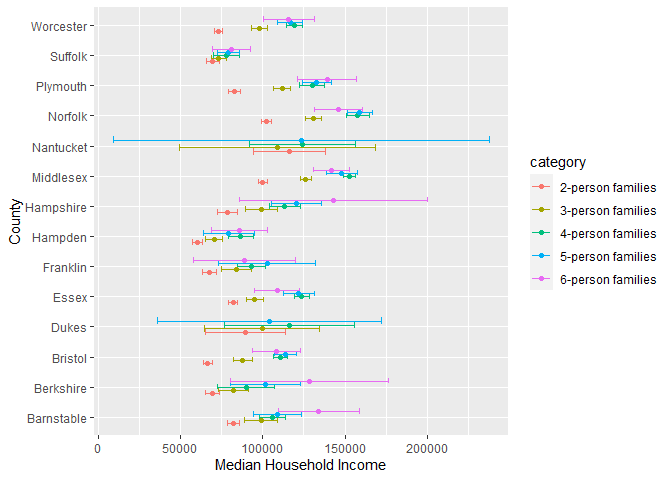 Worcester
Suffolk
Plymouth
Norfolk
Nantucket
Middlesex
Hampshire
Hampden
Franklin
Essex
Dukes
Bristol
Berkshire
Barnstable
County
0 50000 100000 150000 200000
Median Household Income
category
2-person families
3-person families
4-person families
5-person families
6-person families